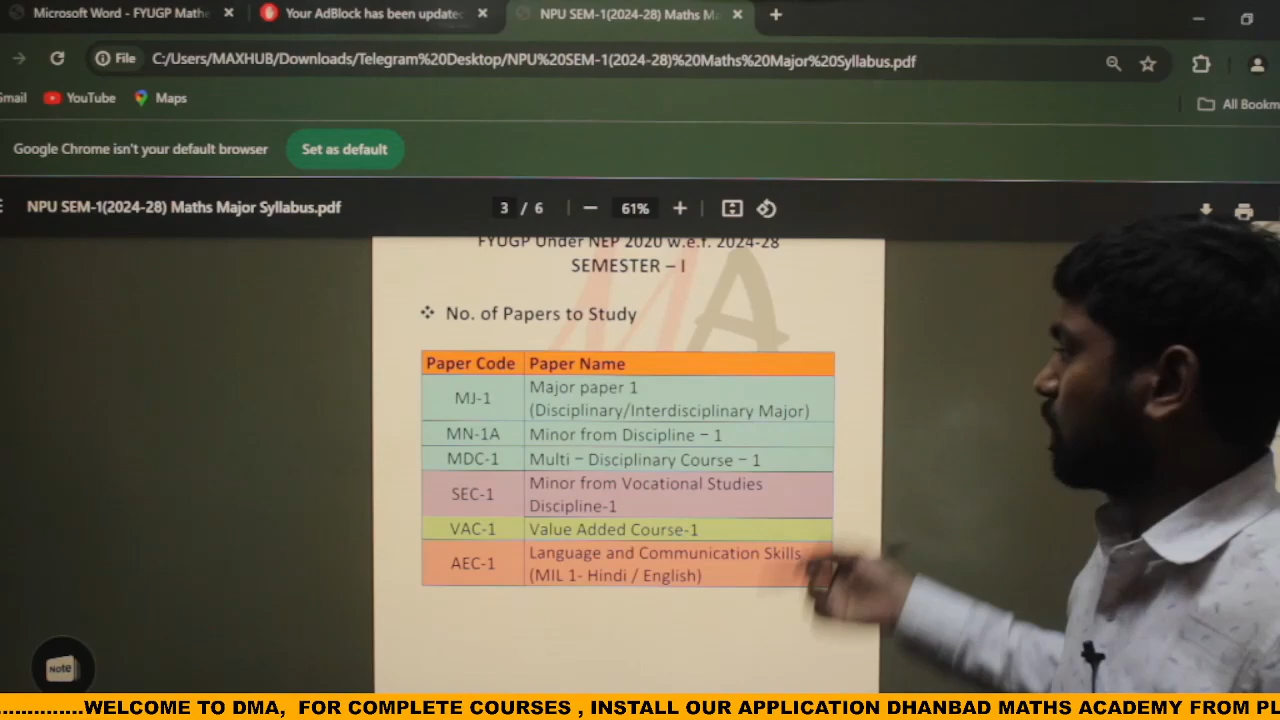 Microsoft Word - FYUGP Mathe
Your AdBlock has been update
NPU SEM-1(2024-28) Maths Ma
File
C:/Users/MAXHUB/Downloads/Telegram%20Desktop/NPU%20SEM-1(2024-28)%20Maths%20Major%20Syllabus.pdf
Gmail
YouTube
Maps
All Bookm
Google Chrome isn't your default browser
Set as default
NPU SEM-1(2024-28) Maths Major Syllabus.pdf
3 / 6
61%
FYUGP Under NEP 2020 w.e.f. 2024-28
SEMESTER – I
MA
❖ No. of Papers to Study
Paper Code Paper Name
MJ-1 Major paper 1
(Disciplinary/Interdisciplinary Major)
MN-1A Minor from Discipline – 1
MDC-1 Multi – Disciplinary Course – 1
SEC-1 Minor from Vocational Studies
Discipline-1
VAC-1 Value Added Course-1
AEC-1 Language and Communication Skills
(MIL 1- Hindi / English)
Note
..............WELCOME TO DMA, FOR COMPLETE COURSES , INSTALL OUR APPLICATION DHANBAD MATHS ACADEMY FROM PL